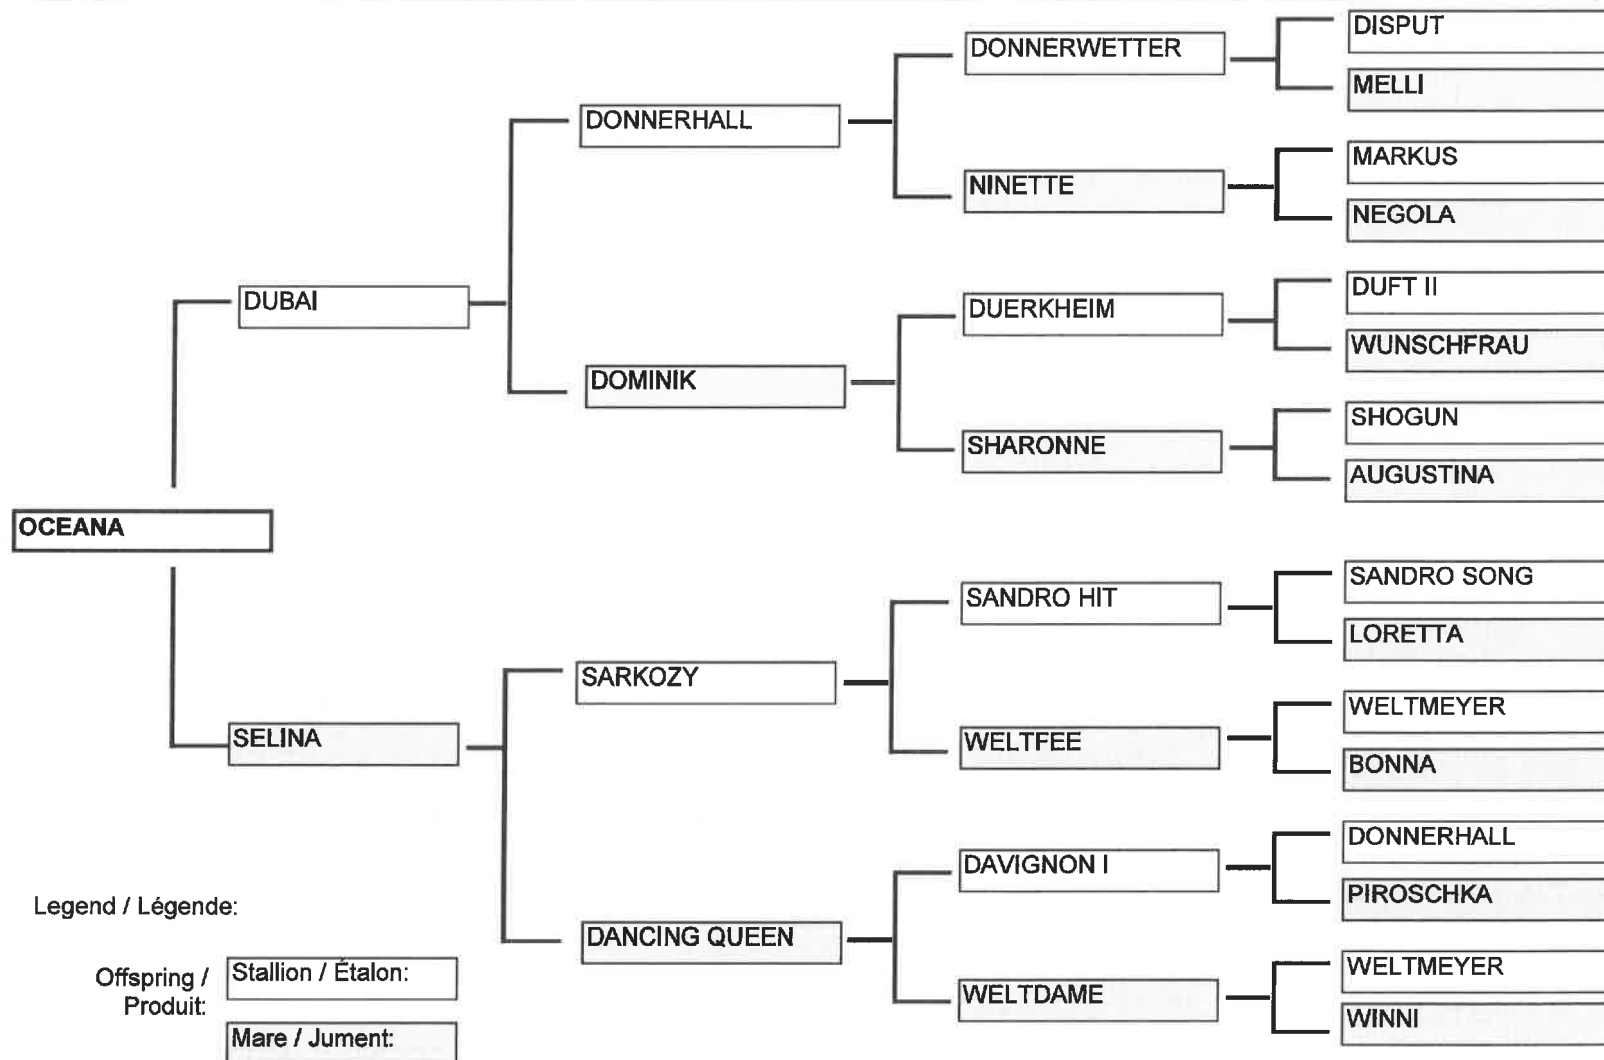 DISPUT
DONNERWETTER
MELLI
DONNERHALL
MARKUS
NINETTE
NEGOLA
DUBAI
DUFT II
DUERKHEIM
WUNSCHFRAU
DOMINIK
SHOGUN
SHARONNE
AUGUSTINA
OCEANA
SANDRO SONG
SANDRO HIT
LORETTA
SARKOZY
WELTMEYER
WELTFEE
BONNA
SELINA
DONNERHALL
DAVIGNON I
PIROSCHKA
DANCING QUEEN
WELTMEYER
WELTDAME
WINNI
Legend / Légende:
Offspring /
Produit:
Stallion / Étalon:
Mare / Jument: